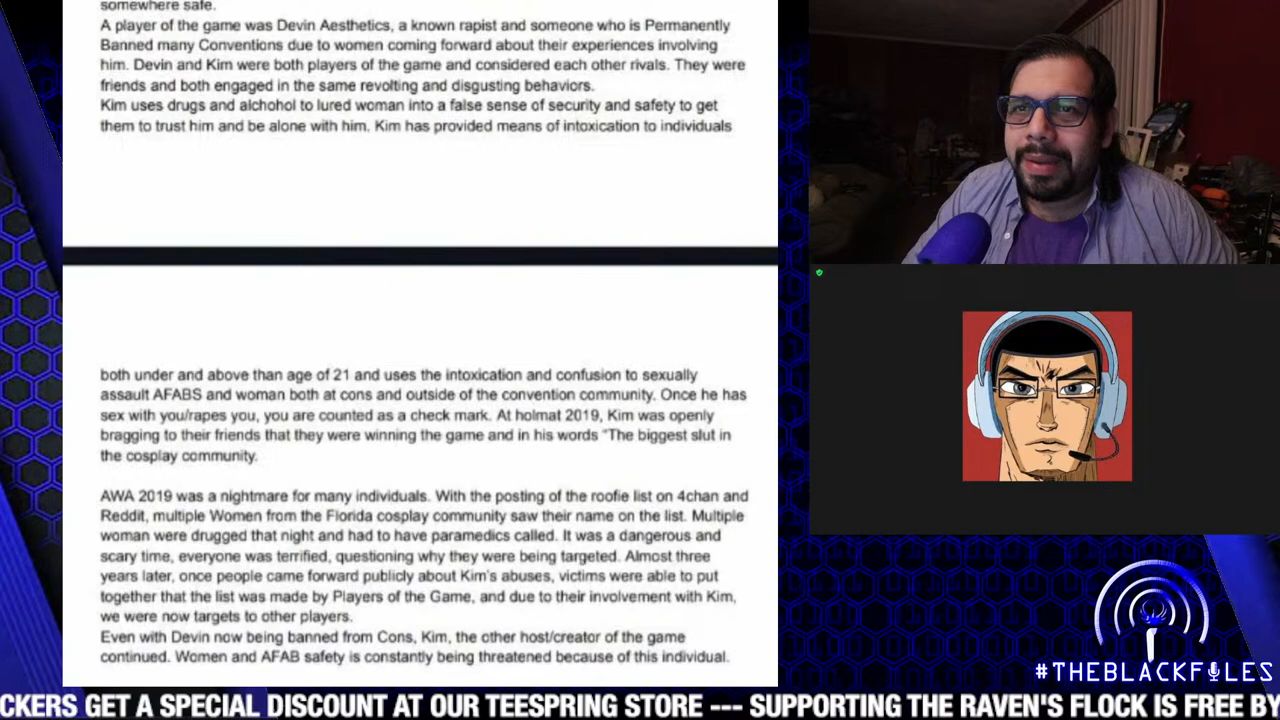 somewhere safe.
A player of the game was Devin Aesthetics, a known rapist and someone who is Permanently
Banned many Conventions due to women coming forward about their experiences involving
him. Devin and Kim were both players of the game and considered each other rivals. They were
friends and both engaged in the same revolting and disgusting behaviors.
Kim uses drugs and alchohol to lured woman into a false sense of security and safety to get
them to trust him and be alone with him. Kim has provided means of intoxication to individuals
both under and above than age of 21 and uses the intoxication and confusion to sexually
assault AFABS and woman both at cond and outside of the convention community. Once he has
sex with you/rapes you, you are counted as a check mark. At holmat 2019, Kim was openly
bragging to their friends that they were winning the game and in his words "The biggest slut in
the cosplay community.
AWA 2019 was a nightmare for many individuals. With the posting of the roofie list on 4chan and
Reddit, multiple Women from the Florida cosplay community saw their name on the list. Multiple
woman were drugged that night and had to have paramedics called. It was a dangerous and
scary time, everyone was terrified, questioning why they were being targeted. Almost three
years later, once people came forward publicly about Kim's abuses, victims were able to put
together that the list was made by Players of the Game, and due to their involvement with Kim,
we were now targets to other players.
Even with Devin now being banned from Cons, Kim, the other host/creator of the game
continued. Women and AFAB safety is constantly being threatened because of this individual.
#THEBLACKFILES
CKERS GET A SPECIAL DISCOUNT AT OUR TEESPRING STORE --- SUPPORTING THE RAVEN'S FLOCK IS FREE BY